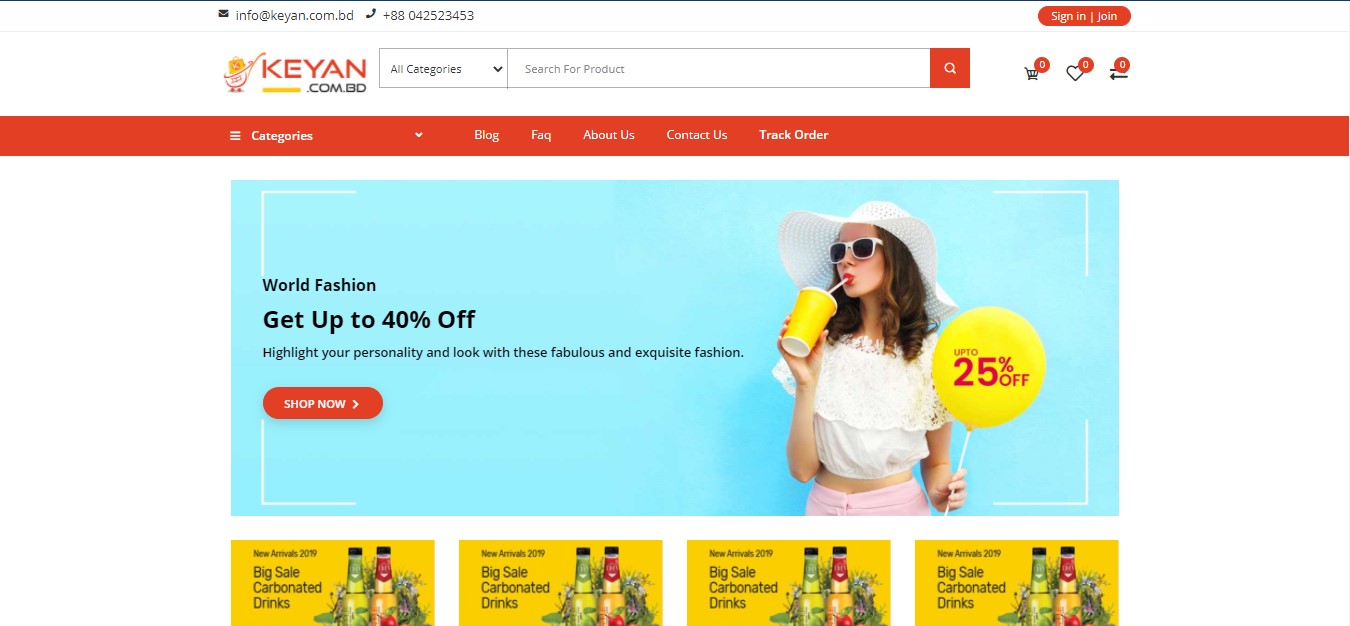 info@keyan.com.bd +88 042523453 Sign in | Join
KEYAN
.COM.BD
All Categories Search For Product 0 0 0
Categories Blog Faq About Us Contact Us Track Order
World Fashion
Get Up to 40% Off
Highlight your personality and look with these fabulous and exquisite fashion.
SHOP NOW
UPTO
25% OFF
New Arrivals 2019
Big Sale
Carbonated
Drinks
New Arrivals 2019
Big Sale
Carbonated
Drinks
New Arrivals 2019
Big Sale
Carbonated
Drinks
New Arrivals 2019
Big Sale
Carbonated
Drinks